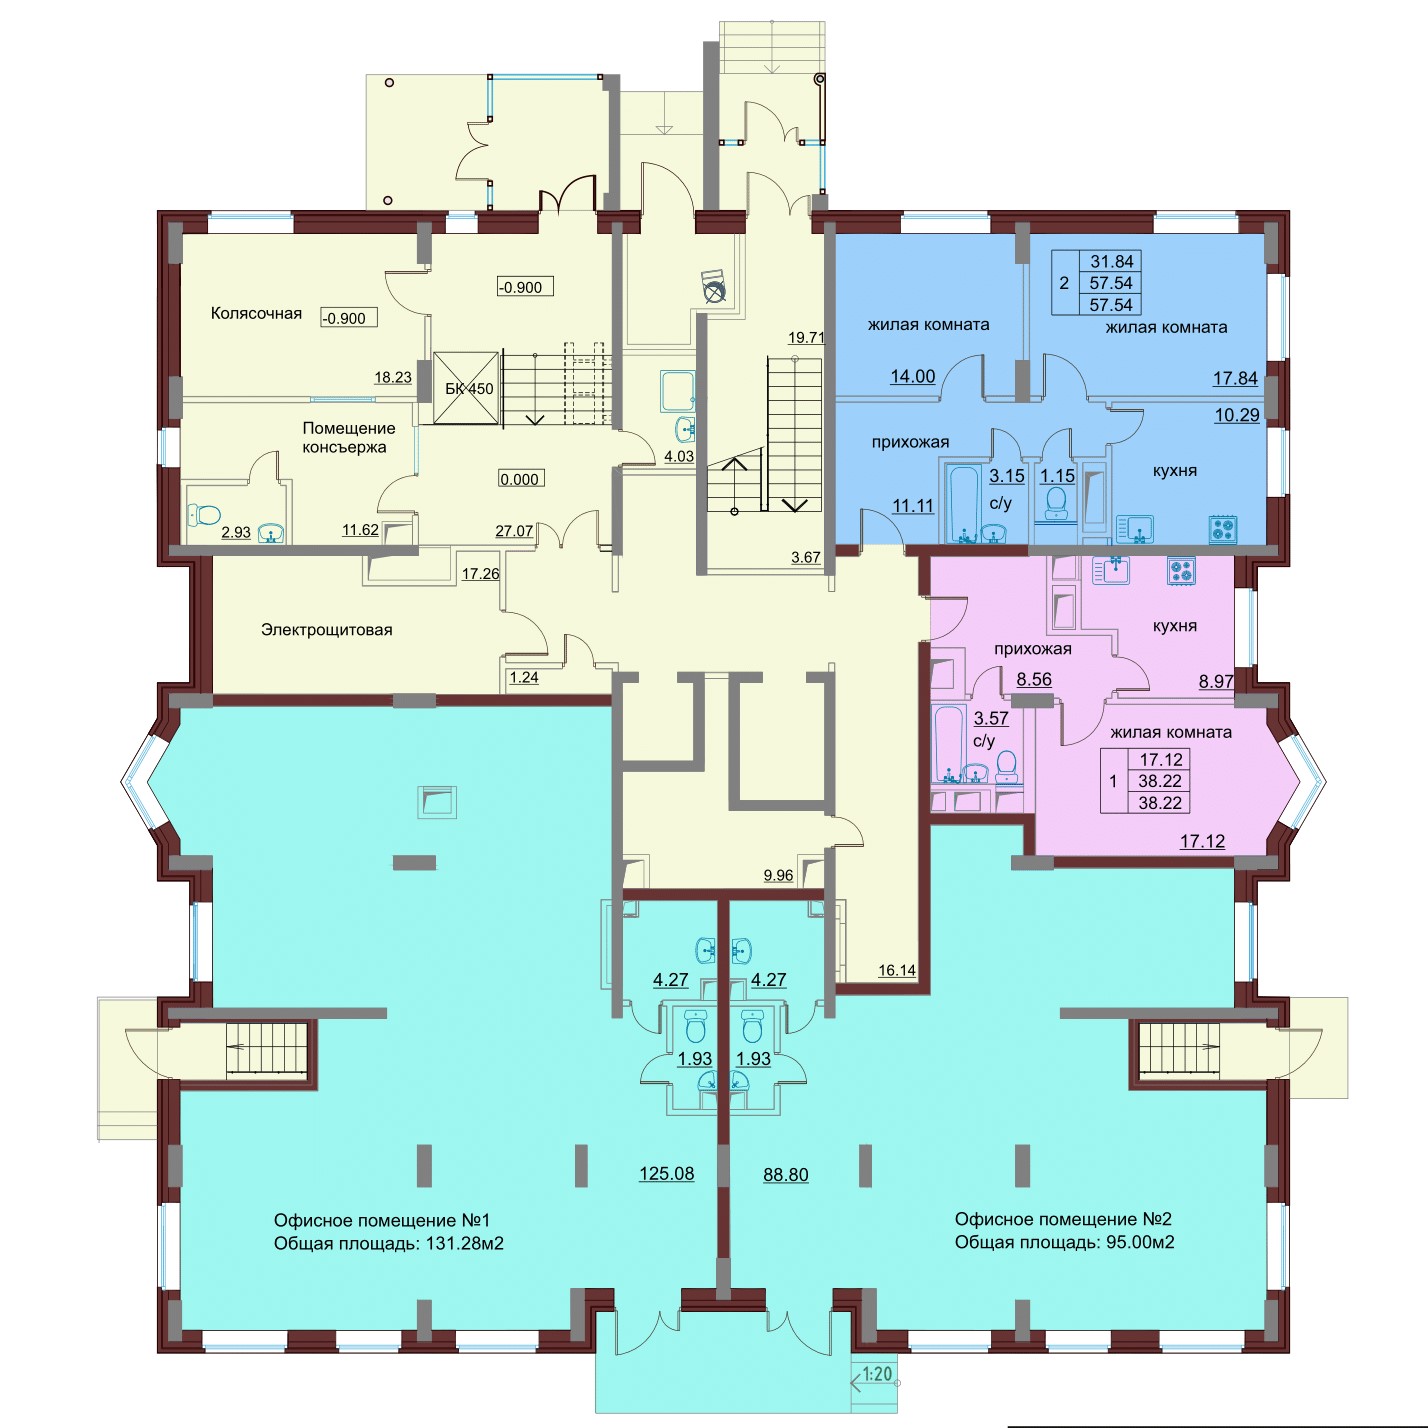 31.84
2 57.54
57.54
-0.900
Колясочная
-0.900
жилая комната
жилая комната
19.71
18.23
14.00
17.84
БК 450
10.29
Помещение
консъержа
прихожая
4.03
кухня
0.000
3.15
1.15
с/у
11.11
2.93
11.62
27.07
3.67
17.26
Электрощитовая
кухня
прихожая
1.24
8.56
8.97
3.57
с/у
жилая комната
17.12
1 38.22
38.22
17.12
9.96
16.14
4.27
4.27
1.93
1.93
125.08
88.80
Офисное помещение №1
Общая площадь: 131.28м2
Офисное помещение №2
Общая площадь: 95.00м2
1:20